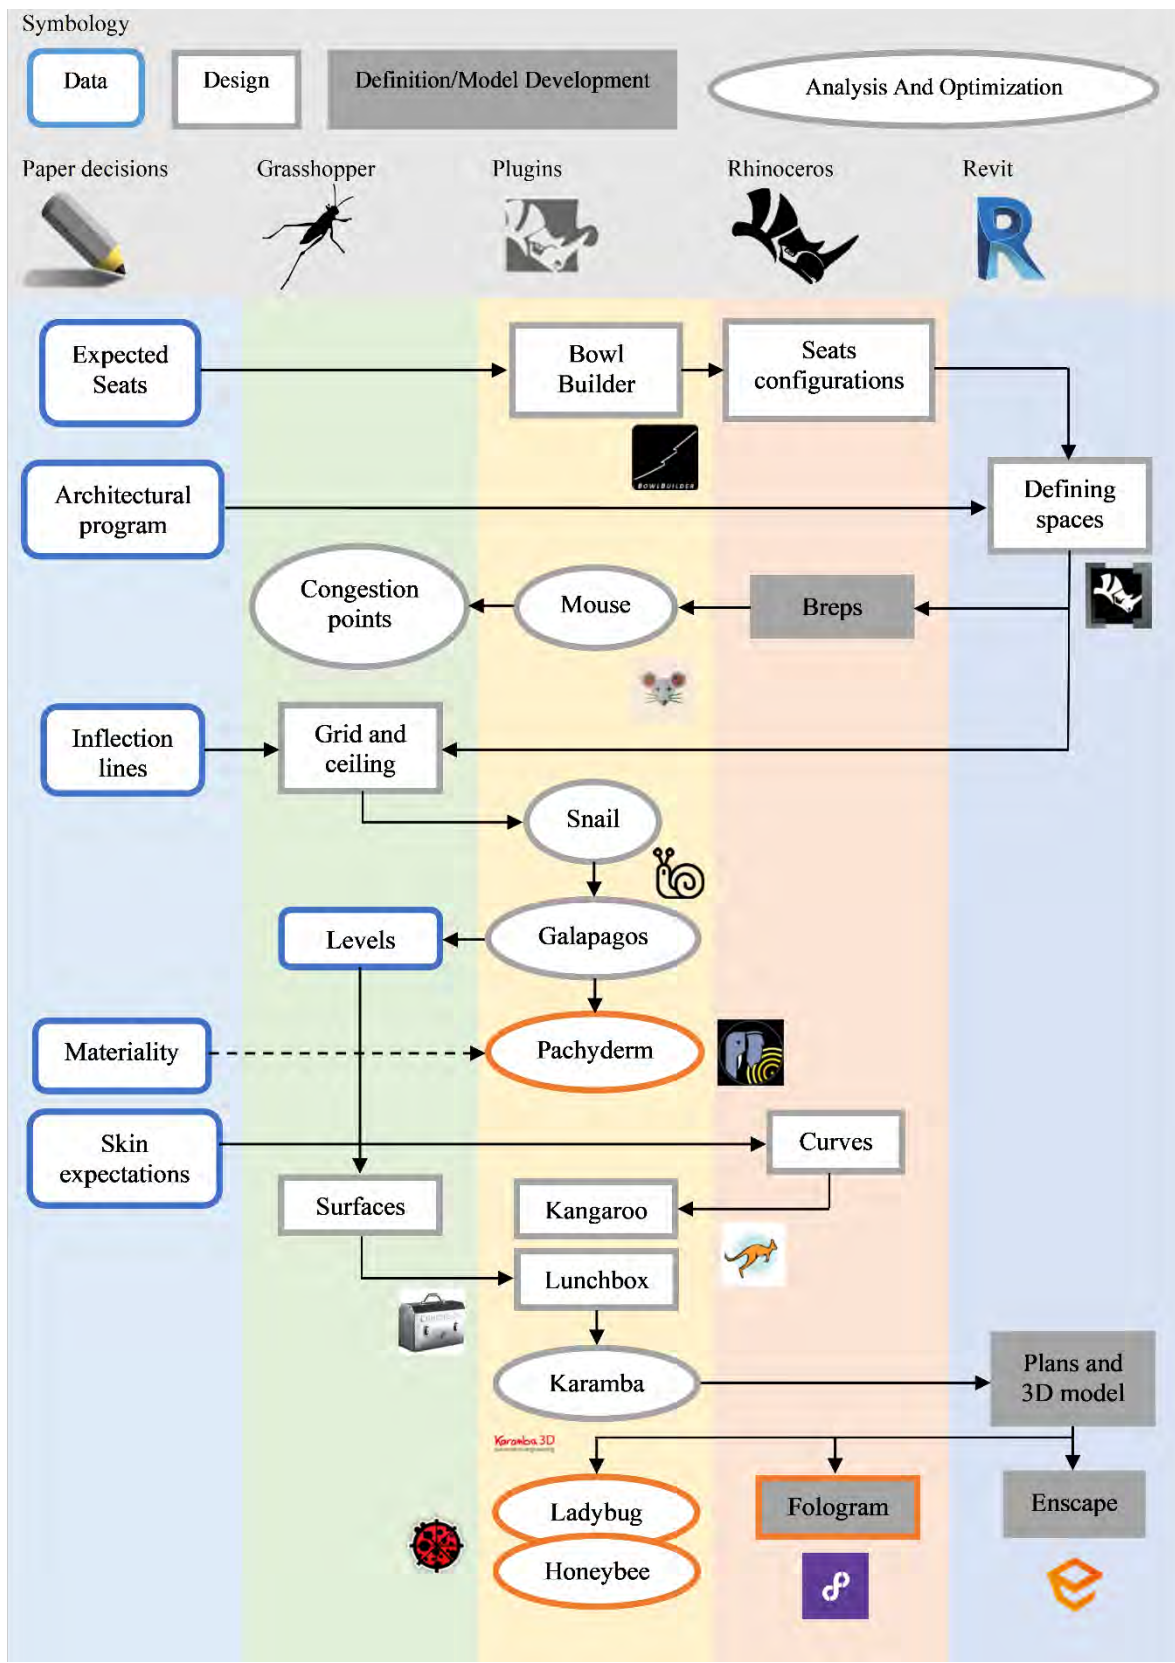 Symbology
Data
Design
Definition/Model Development
Analysis And Optimization
Paper decisions
Grasshopper
Plugins
Rhinoceros
Revit
Expected
Seats
Bowl
Builder
Seats
configurations
BOWLBUILDER
Architectural
program
Defining
spaces
Congestion
points
Mouse
Breps
Inflection
lines
Grid and
ceiling
Snail
Levels
Galapagos
Materiality
Pachyderm
Skin
expectations
Curves
Surfaces
Kangaroo
Lunchbox
Karamba
Plans and
3D model
Karamba3D
Ladybug
Fologram
Enscape
Honeybee